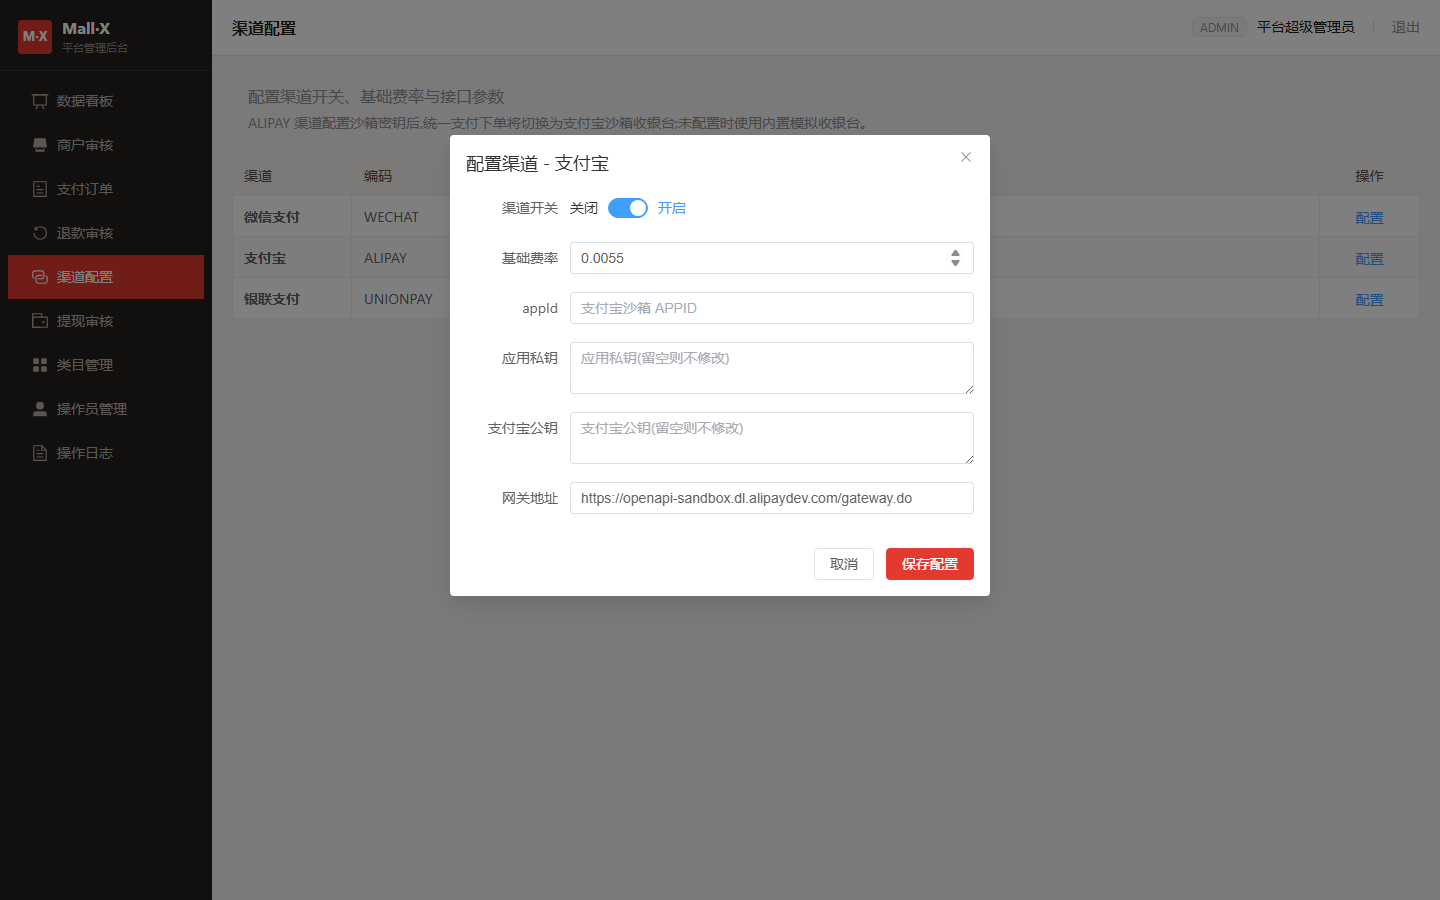 M·X
Mall·X
平台管理后台
数据看板
商户审核
支付订单
退款审核
渠道配置
提现审核
类目管理
操作员管理
操作日志
渠道配置
ADMIN
平台超级管理员
退出
配置渠道开关、基础费率与接口参数
ALIPAY 渠道配置沙箱密钥后,统一支付下单将切换为支付宝沙箱收银台;未配置时使用内置模拟收银台。
渠道 编码 操作
微信支付 WECHAT 配置
支付宝 ALIPAY 配置
银联支付 UNIONPAY 配置
配置渠道 - 支付宝
渠道开关 关闭 开启
基础费率 0.0055
appId 支付宝沙箱 APPID
应用私钥 应用私钥(留空则不修改)
支付宝公钥 支付宝公钥(留空则不修改)
网关地址 https://openapi-sandbox.dl.alipaydev.com/gateway.do
取消 保存配置